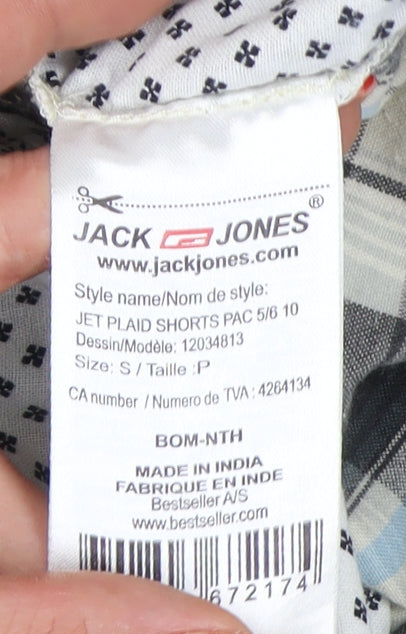 JACK JONES®
www.jackjones.com
Style name/Nom de style:
JET PLAID SHORTS PAC 5/6 10
Dessin/Modèle: 12034813
Size: S / Taille :P
CA number / Numero de TVA : 4264134
BOM-NTH
MADE IN INDIA
FABRIQUE EN INDE
Bestseller A/S
www.bestseller.com
672174